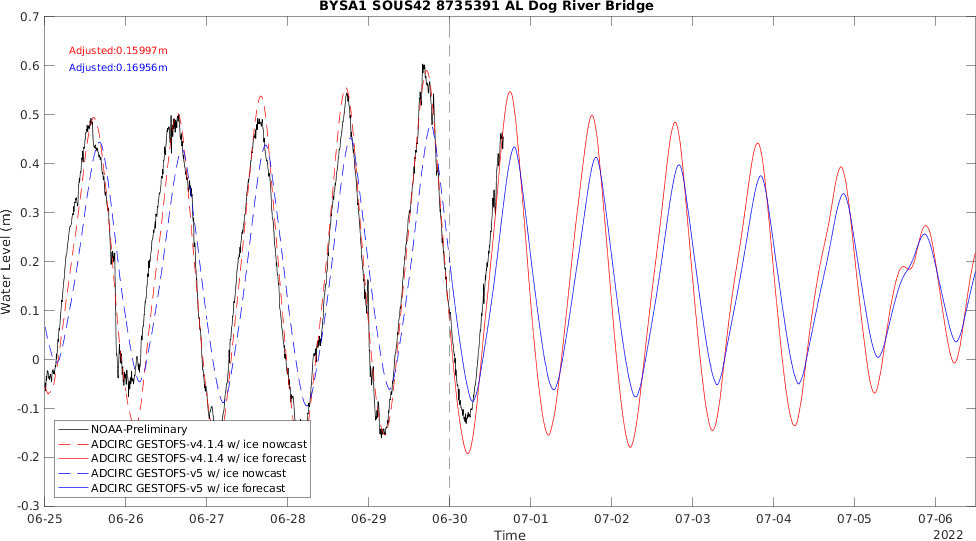 BYSA1 SOUS42 8735391 AL Dog River Bridge
Adjusted:0.15997m
Adjusted:0.16956m
Water Level (m)
0.7
0.6
0.5
0.4
0.3
0.2
0.1
0
-0.1
-0.2
-0.3
NOAA-Preliminary
ADCIRC GESTOFS-v4.1.4 w/ ice nowcast
ADCIRC GESTOFS-v4.1.4 w/ ice forecast
ADCIRC GESTOFS-v5 w/ ice nowcast
ADCIRC GESTOFS-v5 w/ ice forecast
06-25 06-26 06-27 06-28 06-29 06-30 07-01 07-02 07-03 07-04 07-05 07-06
Time
2022